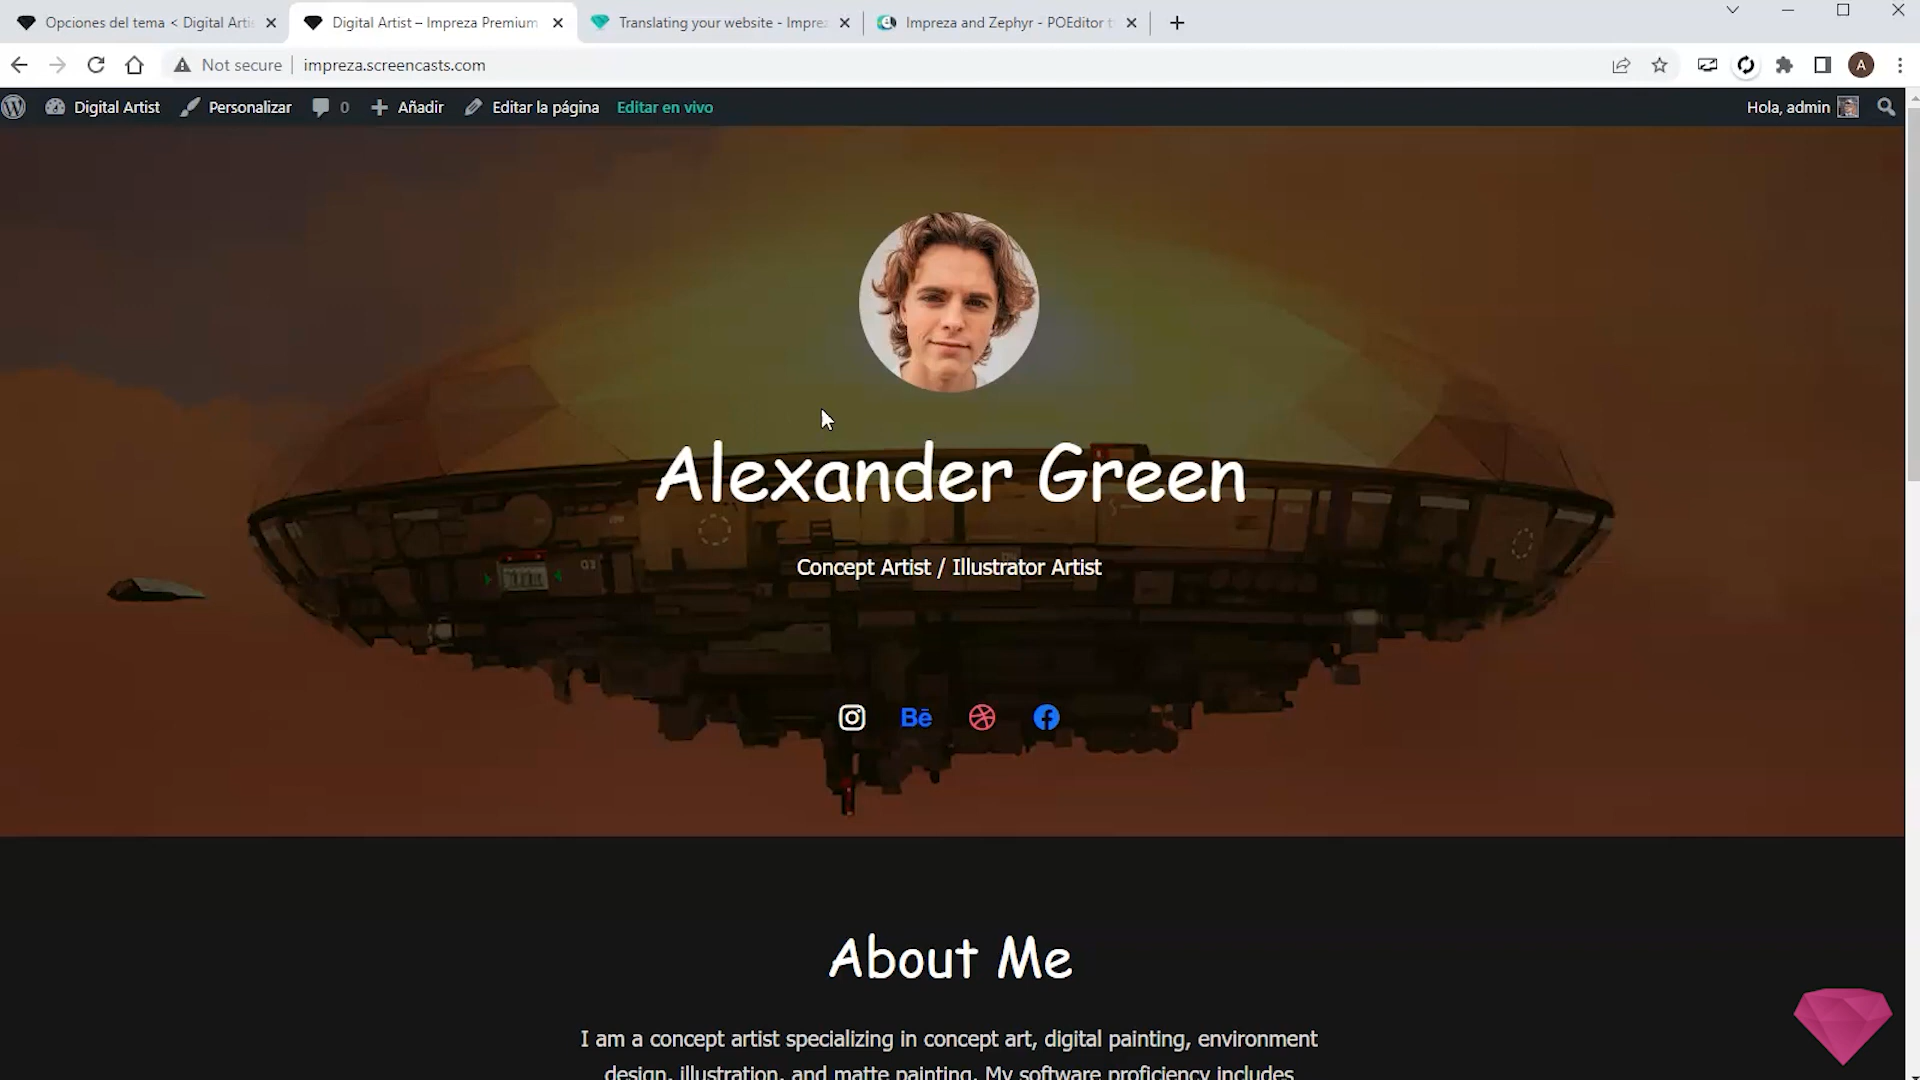 Opciones del tema < Digital Arti
Digital Artist – Impreza Premium
Translating your website - Imprez
Impreza and Zephyr - POEditor t
Not secure
impreza.screencasts.com
Digital Artist
Personalizar
0
Añadir
Editar la página
Editar en vivo
Hola, admin
A
Alexander Green
03
Concept Artist / Illustrator Artist
Bē
About Me
I am a concept artist specializing in concept art, digital painting, environment
design, illustration, and matte painting. My software proficiency includes